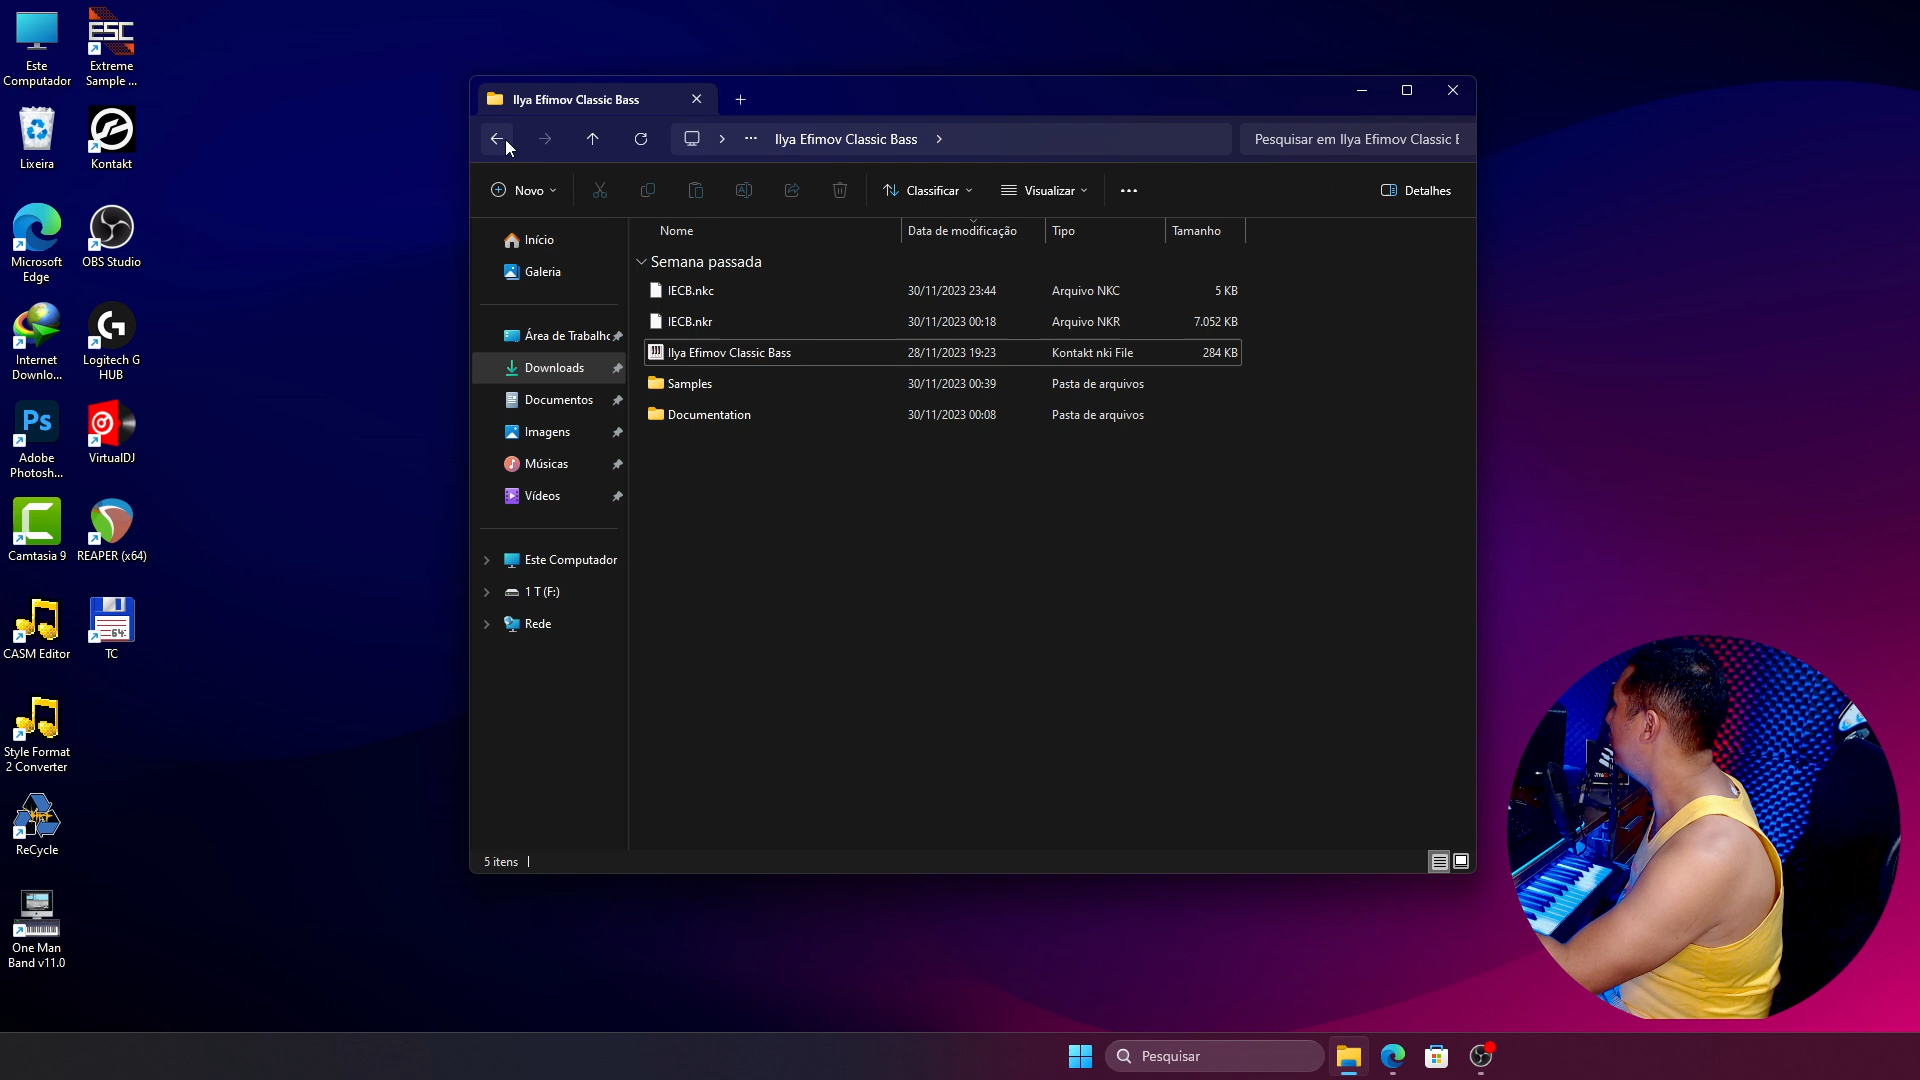 Este
Computador
ESC
Extreme
Sample ...
Lixeira
Kontakt
Microsoft
Edge
OBS Studio
Internet
Downlo...
Logitech G
HUB
Ps
Adobe
Photosh...
VirtualDJ
Camtasia 9
REAPER (x64)
CASM Editor
64:
TC
Style Format
2 Converter
ReCycle
One Man
Band v11.0
Ilya Efimov Classic Bass
Ilya Efimov Classic Bass
Pesquisar em Ilya Efimov Classic E
Novo
Classificar
Visualizar
Detalhes
Nome
Data de modificação
Tipo
Tamanho
Início
Galeria
Área de Trabalho
Downloads
Documentos
Imagens
Músicas
Vídeos
Este Computador
1 T (F:)
Rede
Semana passada
IECB.nkc 30/11/2023 23:44 Arquivo NKC 5 KB
IECB.nkr 30/11/2023 00:18 Arquivo NKR 7.052 KB
Ilya Efimov Classic Bass 28/11/2023 19:23 Kontakt nki File 284 KB
Samples 30/11/2023 00:39 Pasta de arquivos
Documentation 30/11/2023 00:08 Pasta de arquivos
5 itens
Pesquisar